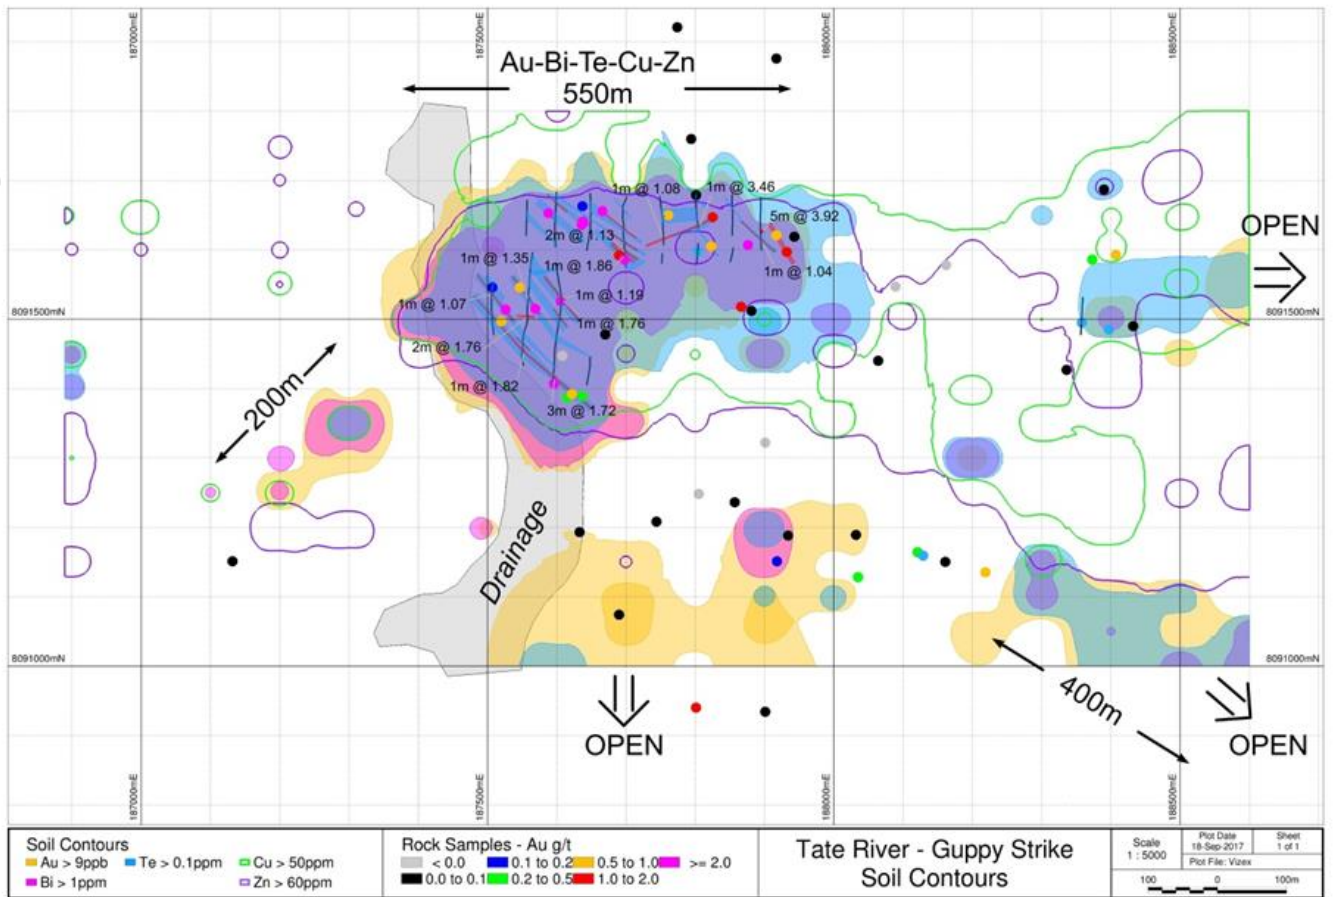 187000mE
187500mE
188000mE
188500mE
Au-Bi-Te-Cu-Zn
550m
1m @ 1.08
1m @ 3.46
5m @ 3.92
2m @ 1.13
OPEN
1m @ 1.35
1m @ 1.86
1m @ 1.04
1m @ 1.19
1m @ 1.07
8091500mN
8091500mN
1m @ 1.76
2m @ 1.76
200m
1m @ 1.82
3m @ 1.72
Drainage
8091000mN
8091000mN
400m
OPEN
OPEN
187000mE
187500mE
188000mE
188500mE
Soil Contours
Au > 9ppb
Te > 0.1ppm
Cu > 50ppm
Bi > 1ppm
Zn > 60ppm
Rock Samples - Au g/t
< 0.0
0.1 to 0.2
0.5 to 1.0
>= 2.0
0.0 to 0.1
0.2 to 0.5
1.0 to 2.0
Tate River - Guppy Strike
Soil Contours
Scale
1 : 5000
Plot Date
18-Sep-2017
Sheet
1 of 1
Plot File: Vizex
100
0
100m